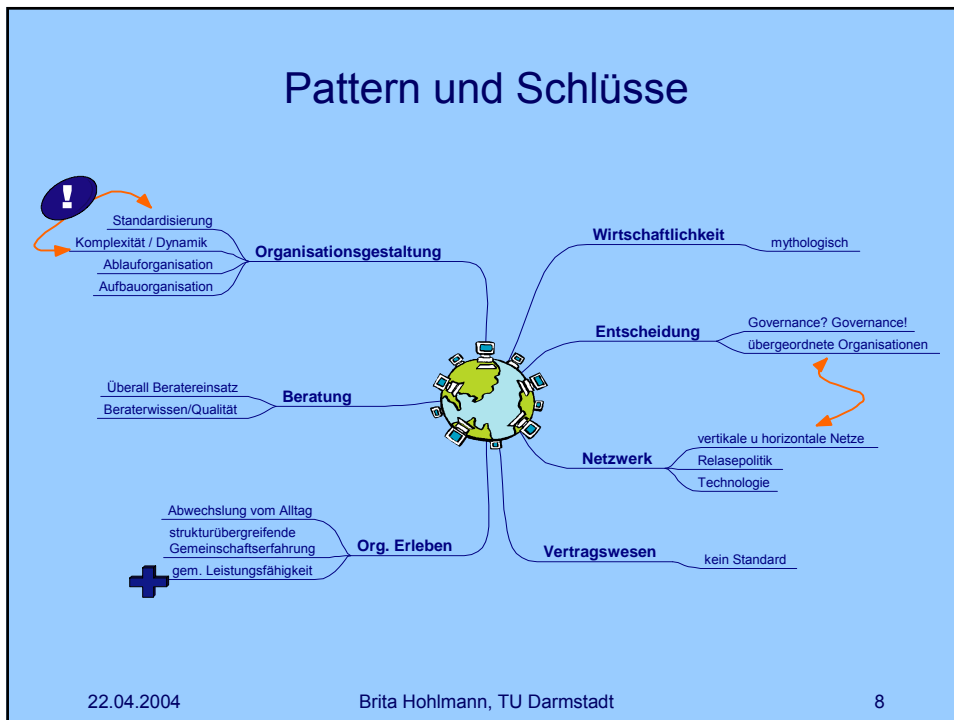 Pattern und Schlüsse
!
Standardisierung
Komplexität / Dynamik
Ablauforganisation
Aufbauorganisation
Organisationsgestaltung
Überall Beratereinsatz
Beraterwissen/Qualität
Beratung
Abwechslung vom Alltag
strukturübergreifende
Gemeinschaftserfahrung
gem. Leistungsfähigkeit
Org. Erleben
Wirtschaftlichkeit
mythologisch
Entscheidung
Governance? Governance!
übergeordnete Organisationen
Netzwerk
vertikale u horizontale Netze
Relasepolitik
Technologie
Vertragswesen
kein Standard
22.04.2004
Brita Hohlmann, TU Darmstadt
8